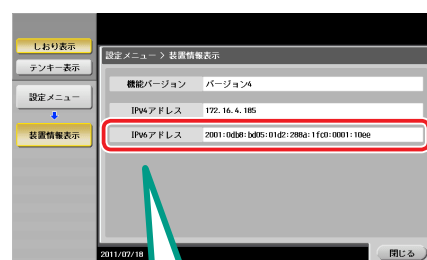 しおり表示
テンキー表示
設定メニュー
装置情報表示
設定メニュー > 装置情報表示
機能バージョン バージョン4
IPv4アドレス 172.16.4.185
IPv6アドレス 2001:0db8:bd05:01d2:288a:1fc0:0001:10ee
2011/07/18
閉じる